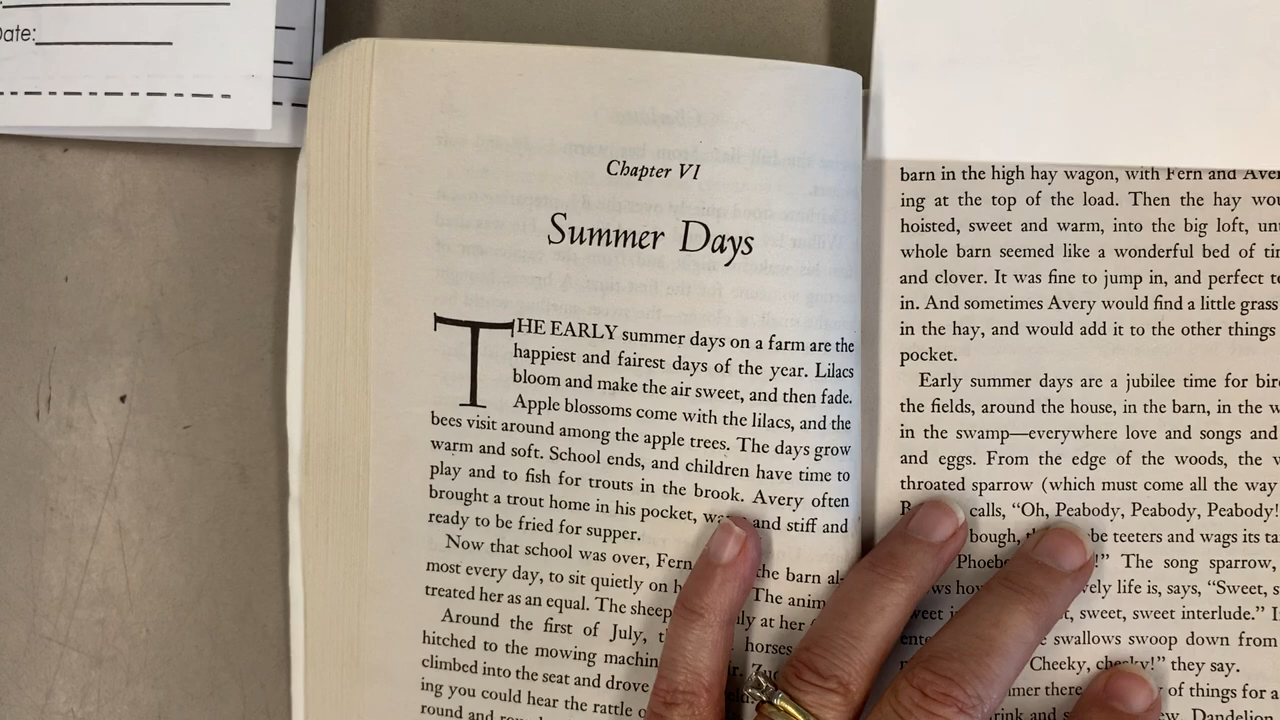 Date:
Chapter VI
Summer Days
THE EARLY summer days on a farm are the
happiest and fairest days of the year. Lilacs
bloom and make the air sweet, and then fade.
Apple blossoms come with the lilacs, and the
bees visit around among the apple trees. The days grow
warm and soft. School ends, and children have time to
play and to fish for trouts in the brook. Avery often
brought a trout home in his pocket, and stiff and
ready to be fried for supper.
Now that school was over, Fern the barn al-
most every day, to sit quietly on The anim
treated her as an equal. The sheep at her
Around the first of July, horses
hitched to the mowing machin
climbed into the seat and drove
ing you could hear the rattle
round and
barn in the high hay wagon, with Fern and Aver
ing at the top of the load. Then the hay wou
hoisted, sweet and warm, into the big loft, un
whole barn seemed like a wonderful bed of tim
and clover. It was fine to jump in, and perfect to
in. And sometimes Avery would find a little grass
in the hay, and would add it to the other things
pocket.
Early summer days are a jubilee time for bir
the fields, around the house, in the barn, in the w
in the swamp—everywhere love and songs and
and eggs. From the edge of the woods, the w
throated sparrow (which must come all the way
calls, “Oh, Peabody, Peabody, Peabody!
bough, teeters and wags its ta
Phoebe !” The song sparrow,
how life is, says, “Sweet, s
sweet, sweet interlude.” I
swallows swoop down from
Cheeky, cheeky!” they say.
there of things for a
Dandelion